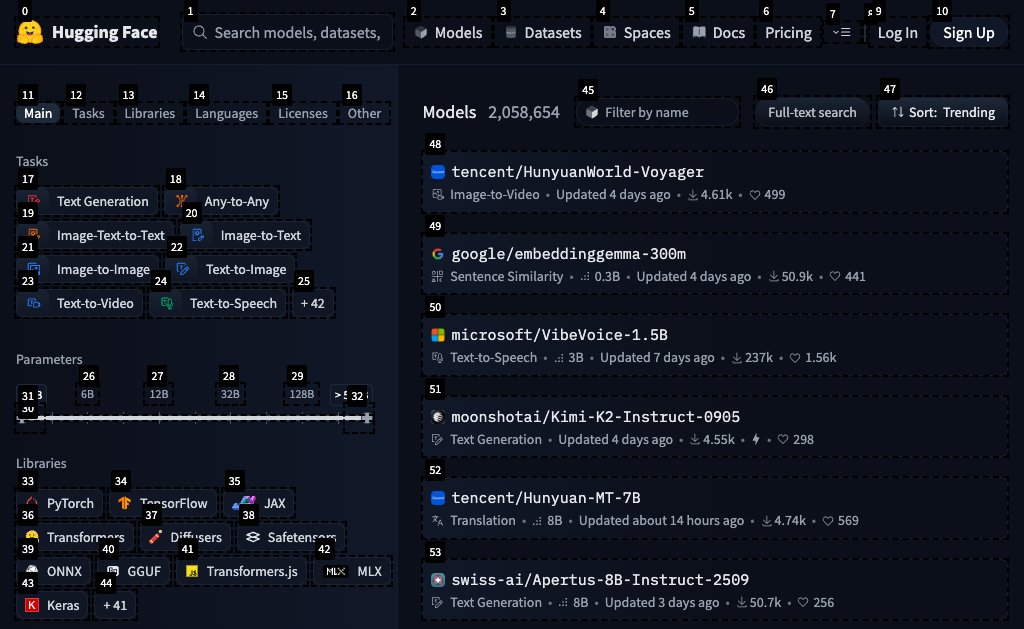 0 1 2 3 4 5 6 7 9 10
Hugging Face Search models, datasets, Models Datasets Spaces Docs Pricing Log In Sign Up
11 12 13 14 15 16
Main Tasks Libraries Languages Licenses Other
Tasks
17 18
Text Generation Any-to-Any
19 20
Image-Text-to-Text Image-to-Text
21 22
Image-to-Image Text-to-Image
23 24 25
Text-to-Video Text-to-Speech + 42
Parameters
26 27 28 29
31 6B 12B 32B 128B 32
30
Libraries
33 34 35
PyTorch TensorFlow JAX
36 37 38
Transformers Diffusers Safetensors
39 40 41 42
ONNX GGUF Transformers.js MLX MLX
43 44
K Keras + 41
45 46 47
Models 2,058,654 Filter by name Full-text search Sort: Trending
48
tencent/HunyuanWorld-Voyager
Image-to-Video • Updated 4 days ago • 4.61k • 499
49
google/embeddinggemma-300m
Sentence Similarity • 0.3B • Updated 4 days ago • 50.9k • 441
50
microsoft/VibeVoice-1.5B
Text-to-Speech • 3B • Updated 7 days ago • 237k • 1.56k
51
moonshotai/Kimi-K2-Instruct-0905
Text Generation • Updated 4 days ago • 4.55k • 298
52
tencent/Hunyuan-MT-7B
Translation • 8B • Updated about 14 hours ago • 4.74k • 569
53
swiss-ai/Apertus-8B-Instruct-2509
Text Generation • 8B • Updated 3 days ago • 50.7k • 256